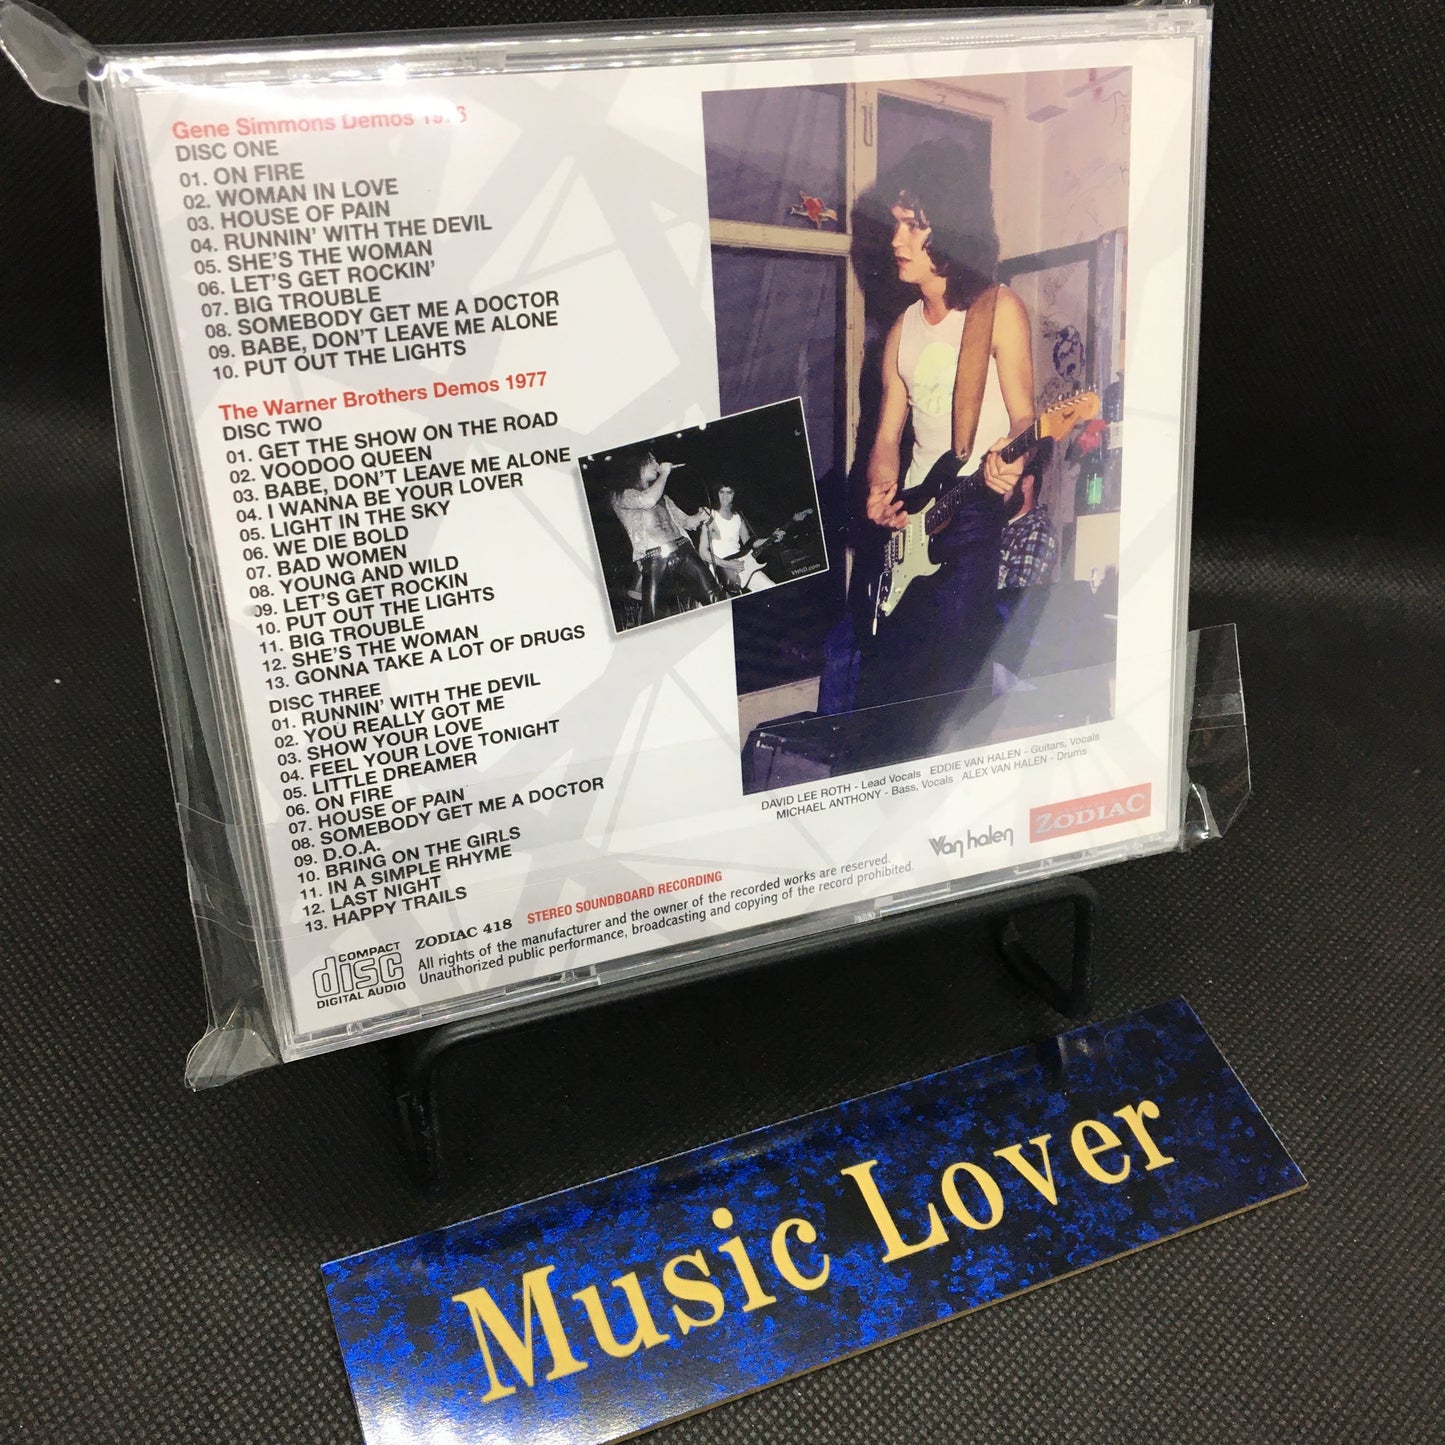 Gene Simmons Demos 1976
DISC ONE
01. ON FIRE
02. WOMAN IN LOVE
03. HOUSE OF PAIN
04. RUNNIN' WITH THE DEVIL
05. SHE'S THE WOMAN
06. LET'S GET ROCKIN'
07. BIG TROUBLE
08. SOMEBODY GET ME A DOCTOR
09. BABE, DON'T LEAVE ME ALONE
10. PUT OUT THE LIGHTS
The Warner Brothers Demos 1977
DISC TWO
01. GET THE SHOW ON THE ROAD
02. VOODOO QUEEN
03. BABE, DON'T LEAVE ME ALONE
04. I WANNA BE YOUR LOVER
05. LIGHT IN THE SKY
06. WE DIE BOLD
07. BAD WOMEN
08. YOUNG AND WILD
09. LET'S GET ROCKIN
10. PUT OUT THE LIGHTS
11. BIG TROUBLE
12. SHE'S THE WOMAN
13. GONNA TAKE A LOT OF DRUGS
DISC THREE
01. RUNNIN' WITH THE DEVIL
02. YOU REALLY GOT ME
03. SHOW YOUR LOVE
04. FEEL YOUR LOVE TONIGHT
05. LITTLE DREAMER
06. ON FIRE
07. HOUSE OF PAIN
08. SOMEBODY GET ME A DOCTOR
09. D.O.A.
10. BRING ON THE GIRLS
11. IN A SIMPLE RHYME
12. LAST NIGHT
13. HAPPY TRAILS
VHND.com
DAVID LEE ROTH - Lead Vocals EDDIE VAN HALEN - Guitars, Vocals
MICHAEL ANTHONY - Bass, Vocals ALEX VAN HALEN - Drums
Van halen
ZODIAC
COMPACT
disc
DIGITAL AUDIO
ZODIAC 418 STEREO SOUNDBOARD RECORDING
All rights of the manufacturer and the owner of the recorded works are reserved.
Unauthorized public performance, broadcasting and copying of the record prohibited.
Music Lover